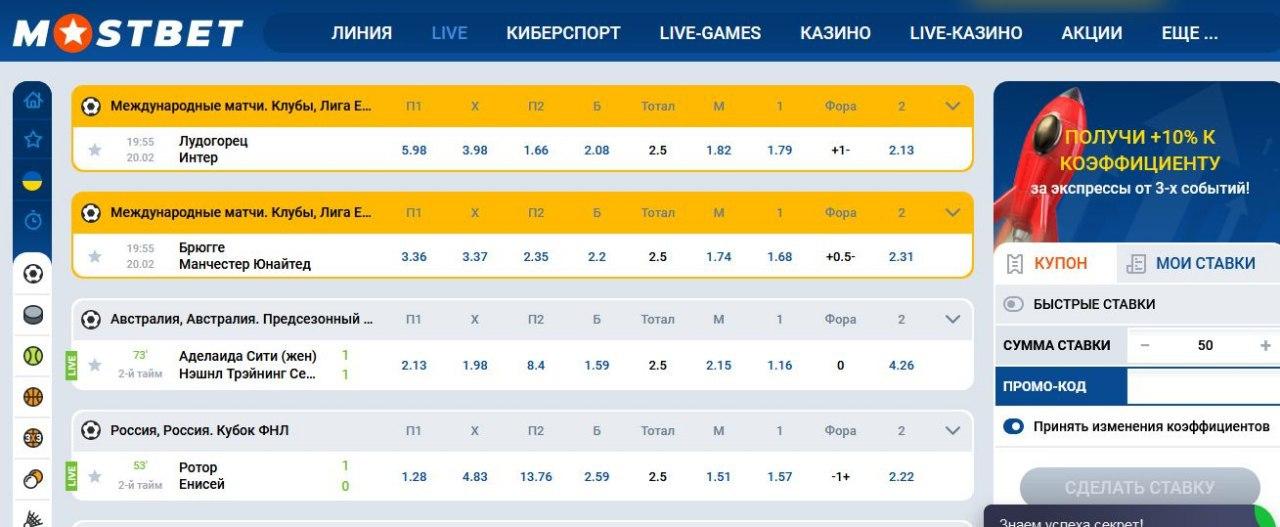 MOSTBET ЛИНИЯ LIVE КИБЕРСПОРТ LIVE-GAMES КАЗИНО LIVE-КАЗИНО АКЦИИ ЕЩЕ ...
Международные матчи. Клубы, Лига Е... П1 X П2 Б Тотал М 1 Фора 2
19:55 20.02 Лудогорец 5.98 3.98 1.66 2.08 2.5 1.82 1.79 +1- 2.13
Интер
Международные матчи. Клубы, Лига Е... П1 X П2 Б Тотал М 1 Фора 2
19:55 20.02 Брюгге 3.36 3.37 2.35 2.2 2.5 1.74 1.68 +0.5- 2.31
Манчестер Юнайтед
Австралия, Австралия. Предсезонный ... П1 X П2 Б Тотал М 1 Фора 2
LIVE 73' Аделаида Сити (жен) 1 2.13 1.98 8.4 1.59 2.5 2.15 1.16 0 4.26
2-й тайм Нэшнл Трэйнинг Се... 1
Россия, Россия. Кубок ФНЛ П1 X П2 Б Тотал М 1 Фора 2
LIVE 53' Ротор 1 1.28 4.83 13.76 2.59 2.5 1.51 1.57 -1+ 2.22
2-й тайм Енисей 0
3X3
ПОЛУЧИ +10% К
КОЭФФИЦИЕНТУ
за экспрессы от 3-х событий!
КУПОН МОИ СТАВКИ
БЫСТРЫЕ СТАВКИ
СУММА СТАВКИ − 50 +
ПРОМО-КОД
Принять изменения коэффициентов
СДЕЛАТЬ СТАВКУ
Знаем успеха секрет!